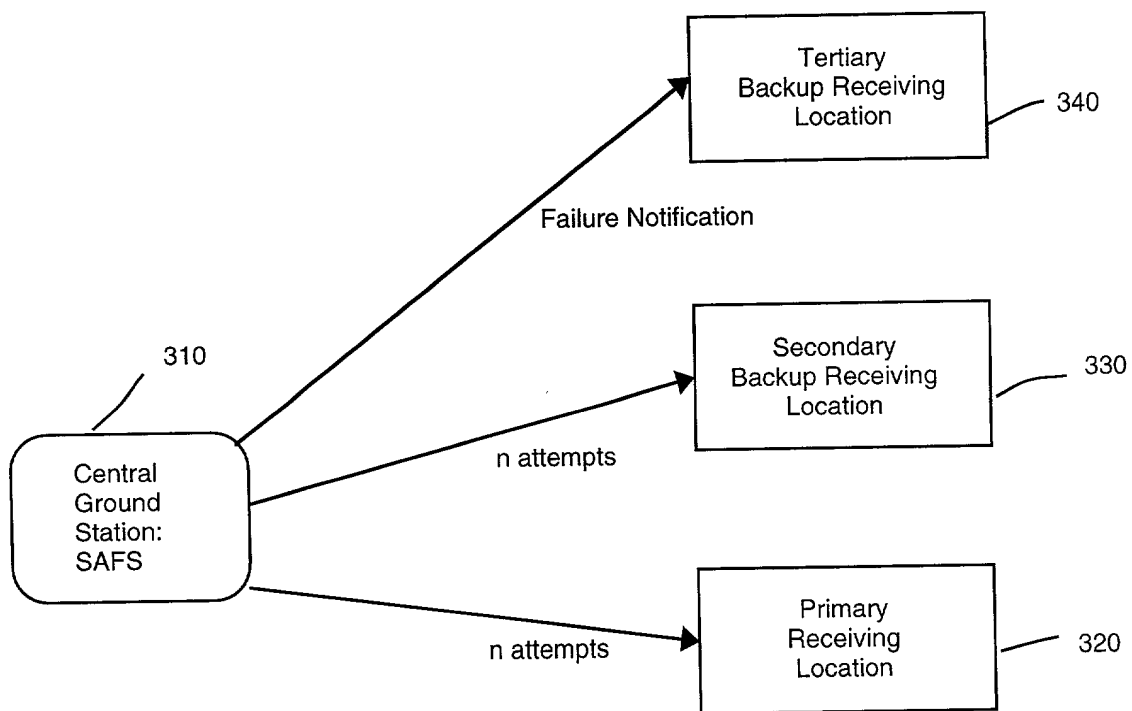 Tertiary
Backup Receiving
Location
340
Failure Notification
310
Secondary
Backup Receiving
Location
330
n attempts
Central
Ground
Station:
SAFS
Primary
Receiving
Location
320
n attempts